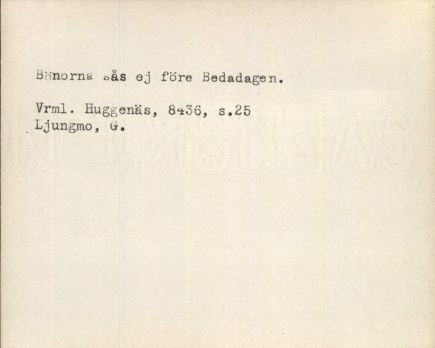 Bönorna sås ej före Bedadagen.
Vrml. Huggenäs, 8436, s.25
Ljungmo, G.